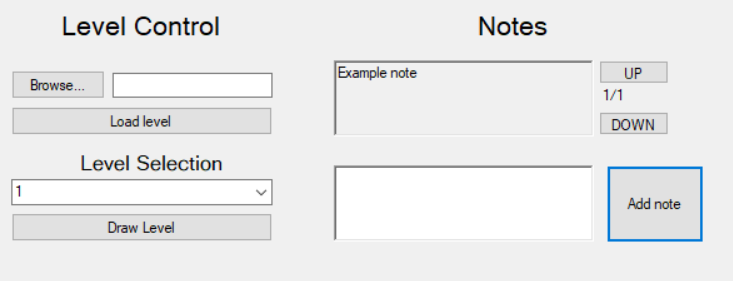 Level Control
Browse...
Load level
Level Selection
1
Draw Level
Notes
Example note
UP
1/1
DOWN
Add note